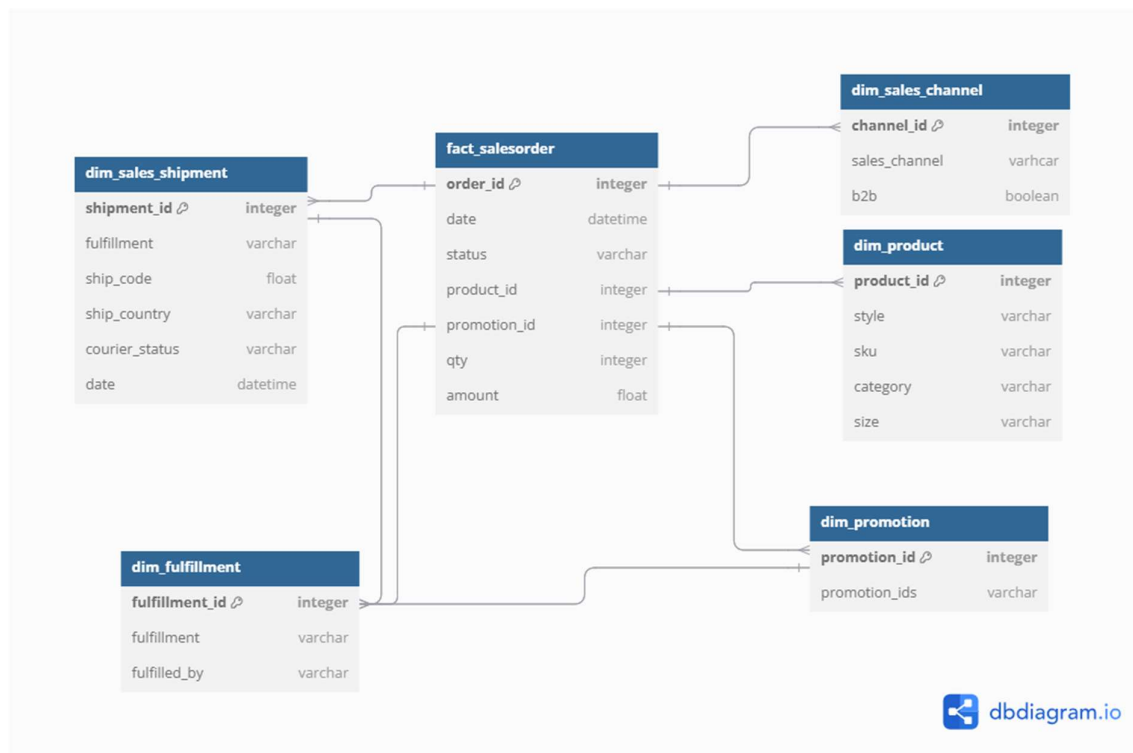 dim_sales_shipment
shipment_id integer
fulfillment varchar
ship_code float
ship_country varchar
courier_status varchar
date datetime
fact_salesorder
order_id integer
date datetime
status varchar
product_id integer
promotion_id integer
qty integer
amount float
dim_sales_channel
channel_id integer
sales_channel varhcar
b2b boolean
dim_product
product_id integer
style varchar
sku varchar
category varchar
size varchar
dim_fulfillment
fulfillment_id integer
fulfillment varchar
fulfilled_by varchar
dim_promotion
promotion_id integer
promotion_ids varchar
dbdiagram.io